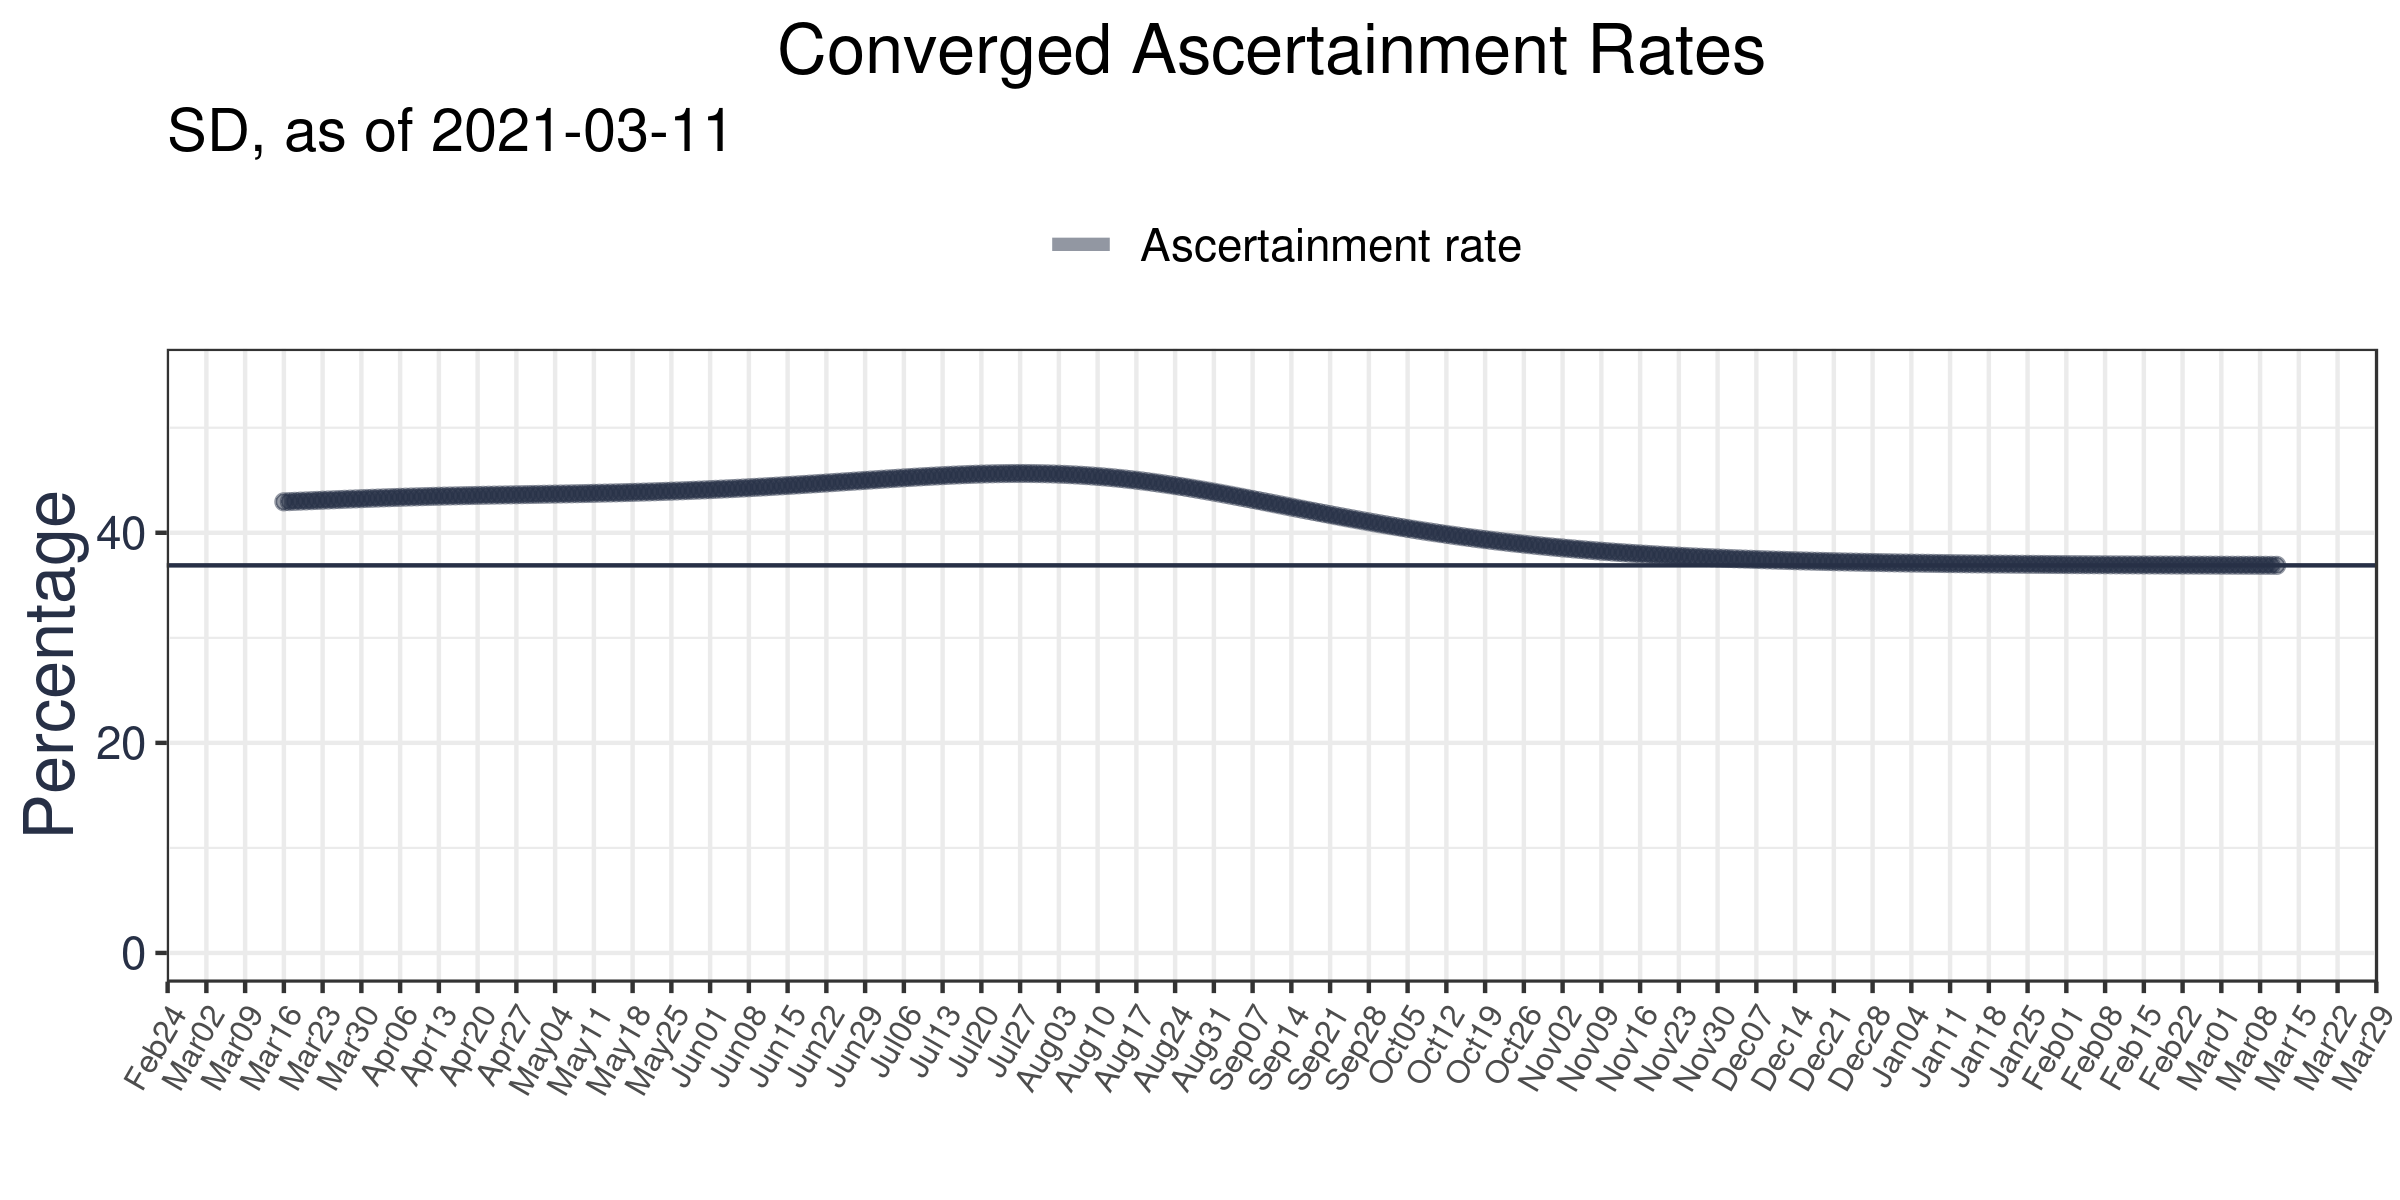 Converged Ascertainment Rates
SD, as of 2021-03-11
Ascertainment rate
Percentage
40
20
0
Feb24 Mar02 Mar09 Mar16 Mar23 Mar30 Apr06 Apr13 Apr20 Apr27 May04 May11 May18 May25 Jun01 Jun08 Jun15 Jun22 Jun29 Jul06 Jul13 Jul20 Jul27 Aug03 Aug10 Aug17 Aug24 Aug31 Sep07 Sep14 Sep21 Sep28 Oct05 Oct12 Oct19 Oct26 Nov02 Nov09 Nov16 Nov23 Nov30 Dec07 Dec14 Dec21 Dec28 Jan04 Jan11 Jan18 Jan25 Feb01 Feb08 Feb15 Feb22 Mar01 Mar08 Mar15 Mar22 Mar29